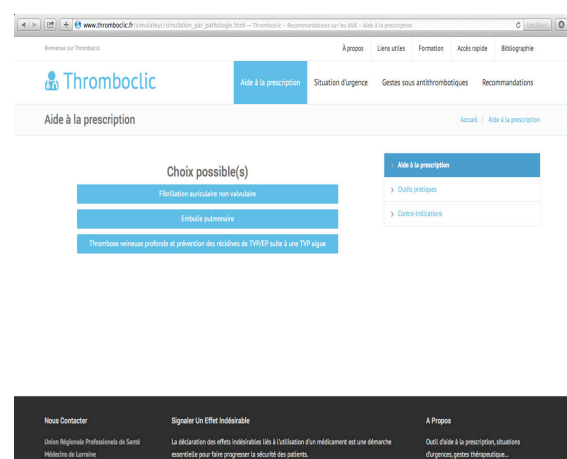 www.thromboclic.fr/simulateur/simulation_par_pathologie.html — Thromboclic - Recommandations sur les AVK - Aide à la prescription
Lecteur
Bienvenue sur Thromboclic
À propos
Liens utiles
Formation
Accès rapide
Bibliographie
Thromboclic
Aide à la prescription
Situation d'urgence
Gestes sous antithrombotiques
Recommandations
Aide à la prescription
Accueil / Aide à la prescription
Choix possible(s)
Fibrillation auriculaire non valvulaire
Embolie pulmonaire
Thrombose veineuse profonde et prévention des récidives de TVP/EP suite à une TVP aigue
> Aide à la prescription
> Outils pratiques
> Contre-indications
Nous Contacter
Union Régionale Professionels de Santé
Médecins de Lorraine
Signaler Un Effet Indésirable
La déclaration des effets indésirables liés à l'utilisation d'un médicament est une démarche
essentielle pour faire progresser la sécurité des patients.
A Propos
Outil d'aide à la prescription, situations
d'urgences, gestes thérapeutique...